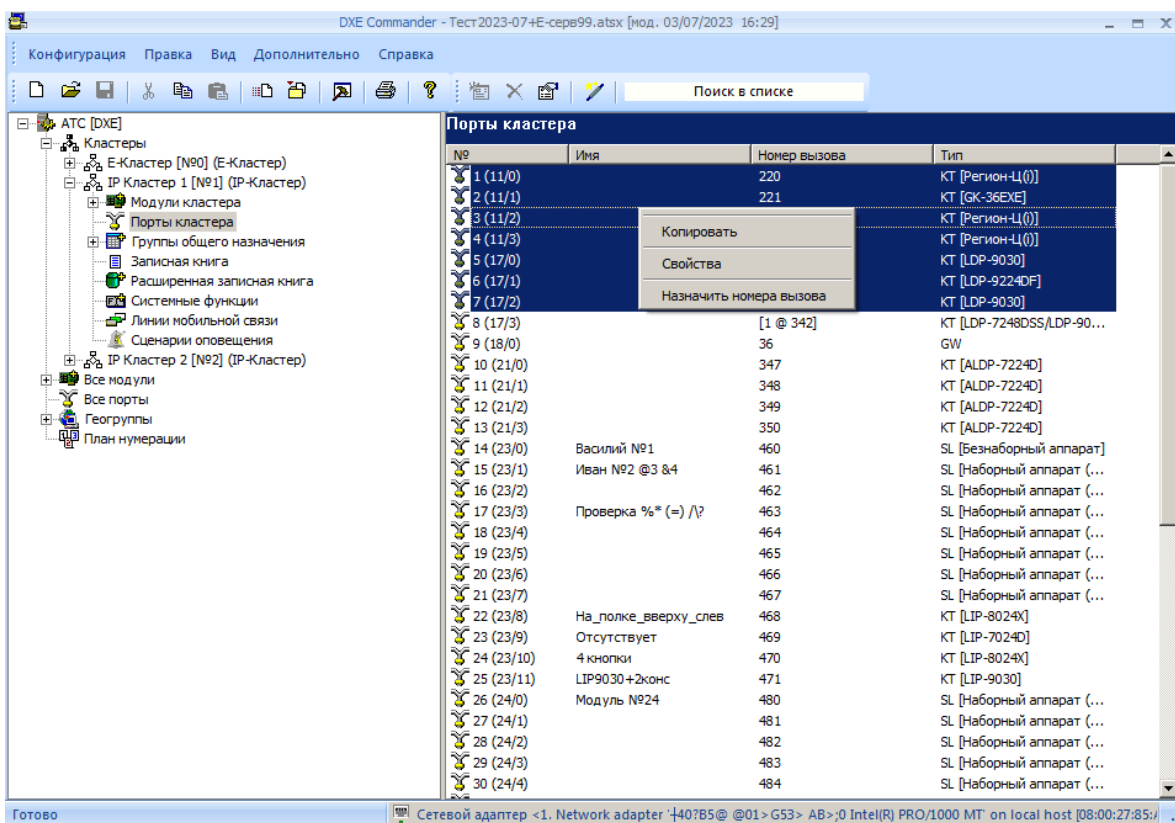 DXE Commander - Тест2023-07+Е-серв99.atsx [мод. 03/07/2023 16:29]
Конфигурация Правка Вид Дополнительно Справка
Поиск в списке
АТС [DXE]
Кластеры
Е-Кластер [№0] (Е-Кластер)
IP Кластер 1 [№1] (IP-Кластер)
Модули кластера
Порты кластера
Группы общего назначения
Записная книга
Расширенная записная книга
Системные функции
Линии мобильной связи
Сценарии оповещения
IP Кластер 2 [№2] (IP-Кластер)
Все модули
Все порты
Геогруппы
План нумерации
Порты кластера
№ Имя Номер вызова Тип
1 (11/0) 220 КТ [Регион-Ц(i)]
2 (11/1) 221 КТ [GK-36EXE]
3 (11/2) КТ [Регион-Ц(i)]
4 (11/3) КТ [Регион-Ц(i)]
5 (17/0) КТ [LDP-9030]
6 (17/1) КТ [LDP-9224DF]
7 (17/2) КТ [LDP-9030]
Копировать
Свойства
Назначить номера вызова
8 (17/3) [1 @ 342] КТ [LDP-7248DSS/LDP-90...
9 (18/0) 36 GW
10 (21/0) 347 КТ [ALDP-7224D]
11 (21/1) 348 КТ [ALDP-7224D]
12 (21/2) 349 КТ [ALDP-7224D]
13 (21/3) 350 КТ [ALDP-7224D]
14 (23/0) Василий №1 460 SL [Безнаборный аппарат]
15 (23/1) Иван №2 @3 &4 461 SL [Наборный аппарат (...
16 (23/2) 462 SL [Наборный аппарат (...
17 (23/3) Проверка %* (=) /\? 463 SL [Наборный аппарат (...
18 (23/4) 464 SL [Наборный аппарат (...
19 (23/5) 465 SL [Наборный аппарат (...
20 (23/6) 466 SL [Наборный аппарат (...
21 (23/7) 467 SL [Наборный аппарат (...
22 (23/8) На_полке_вверху_слев 468 КТ [LIP-8024X]
23 (23/9) Отсутствует 469 КТ [LIP-7024D]
24 (23/10) 4 кнопки 470 КТ [LIP-8024X]
25 (23/11) LIP9030+2конс 471 КТ [LIP-9030]
26 (24/0) Модуль №24 480 SL [Наборный аппарат (...
27 (24/1) 481 SL [Наборный аппарат (...
28 (24/2) 482 SL [Наборный аппарат (...
29 (24/3) 483 SL [Наборный аппарат (...
30 (24/4) 484 SL [Наборный аппарат (...
Готово Сетевой адаптер <1. Network adapter '┼40?B5@ @01>G53> AB>;0 Intel(R) PRO/1000 MT' on local host [08:00:27:85: